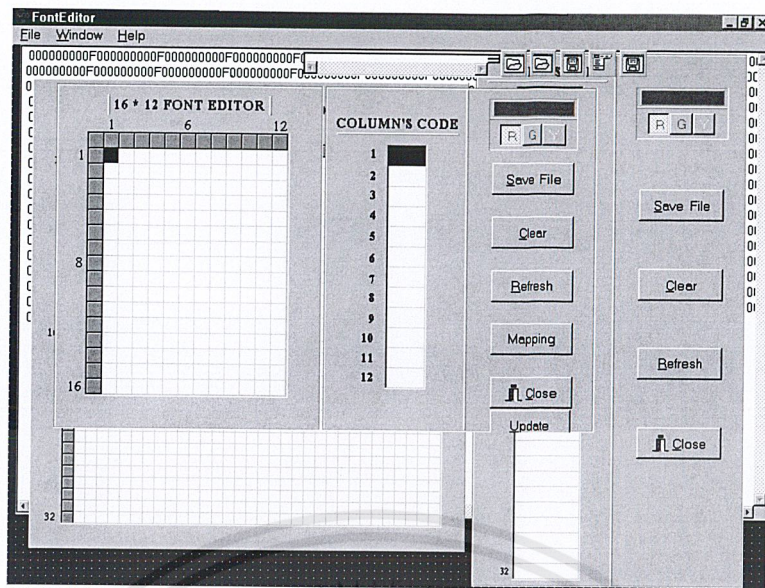 FontEditor
File Window Help
000000000F000000000F000000000F000000000F0
000000000F000000000F000000000F000000000F0
16 * 12 FONT EDITOR
1 6 12
1
8
16
COLUMN'S CODE
1
2
3
4
5
6
7
8
9
10
11
12
R G Y
Save File
Clear
Refresh
Mapping
Close
Update
R G Y
Save File
Clear
Refresh
Close
32
32